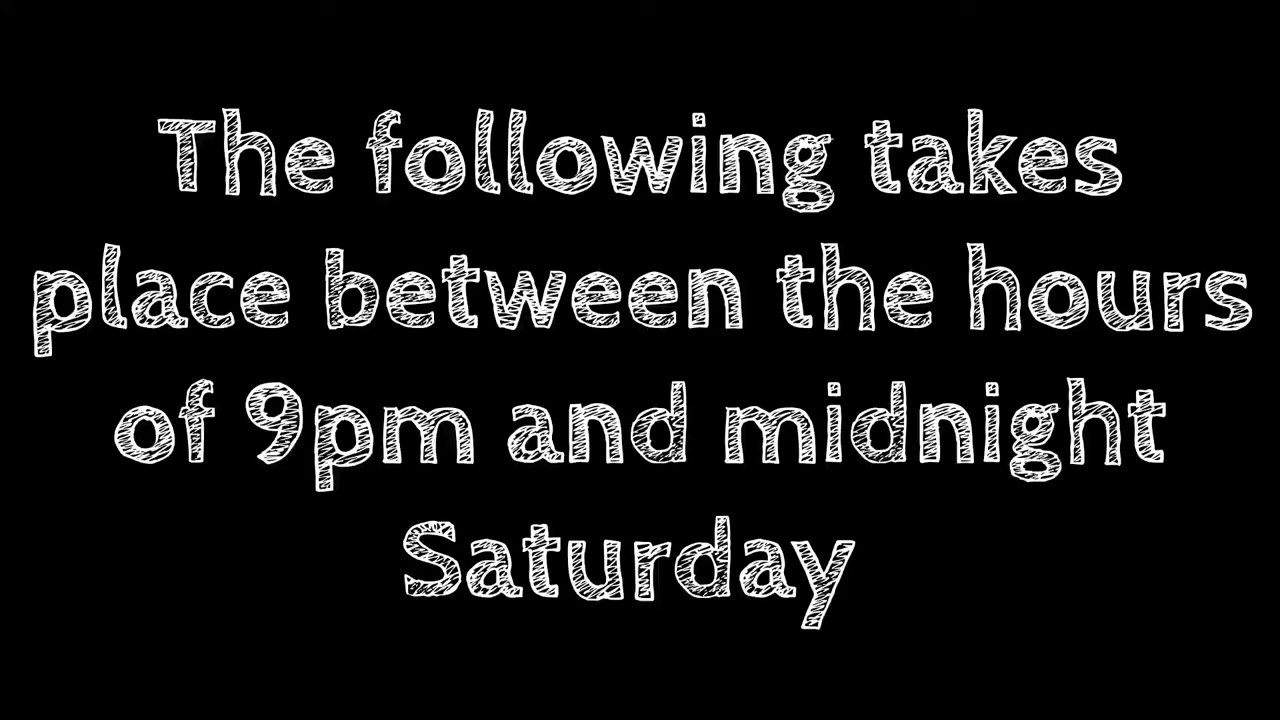 The following takes
place between the hours
of 9pm and midnight
Saturday